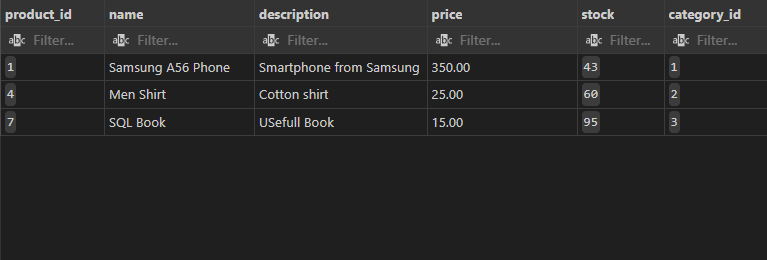 product_id name description price stock category_id
abc Filter... abc Filter... abc Filter... abc Filter... abc Filter... abc Filter...
1 Samsung A56 Phone Smartphone from Samsung 350.00 43 1
4 Men Shirt Cotton shirt 25.00 60 2
7 SQL Book USefull Book 15.00 95 3